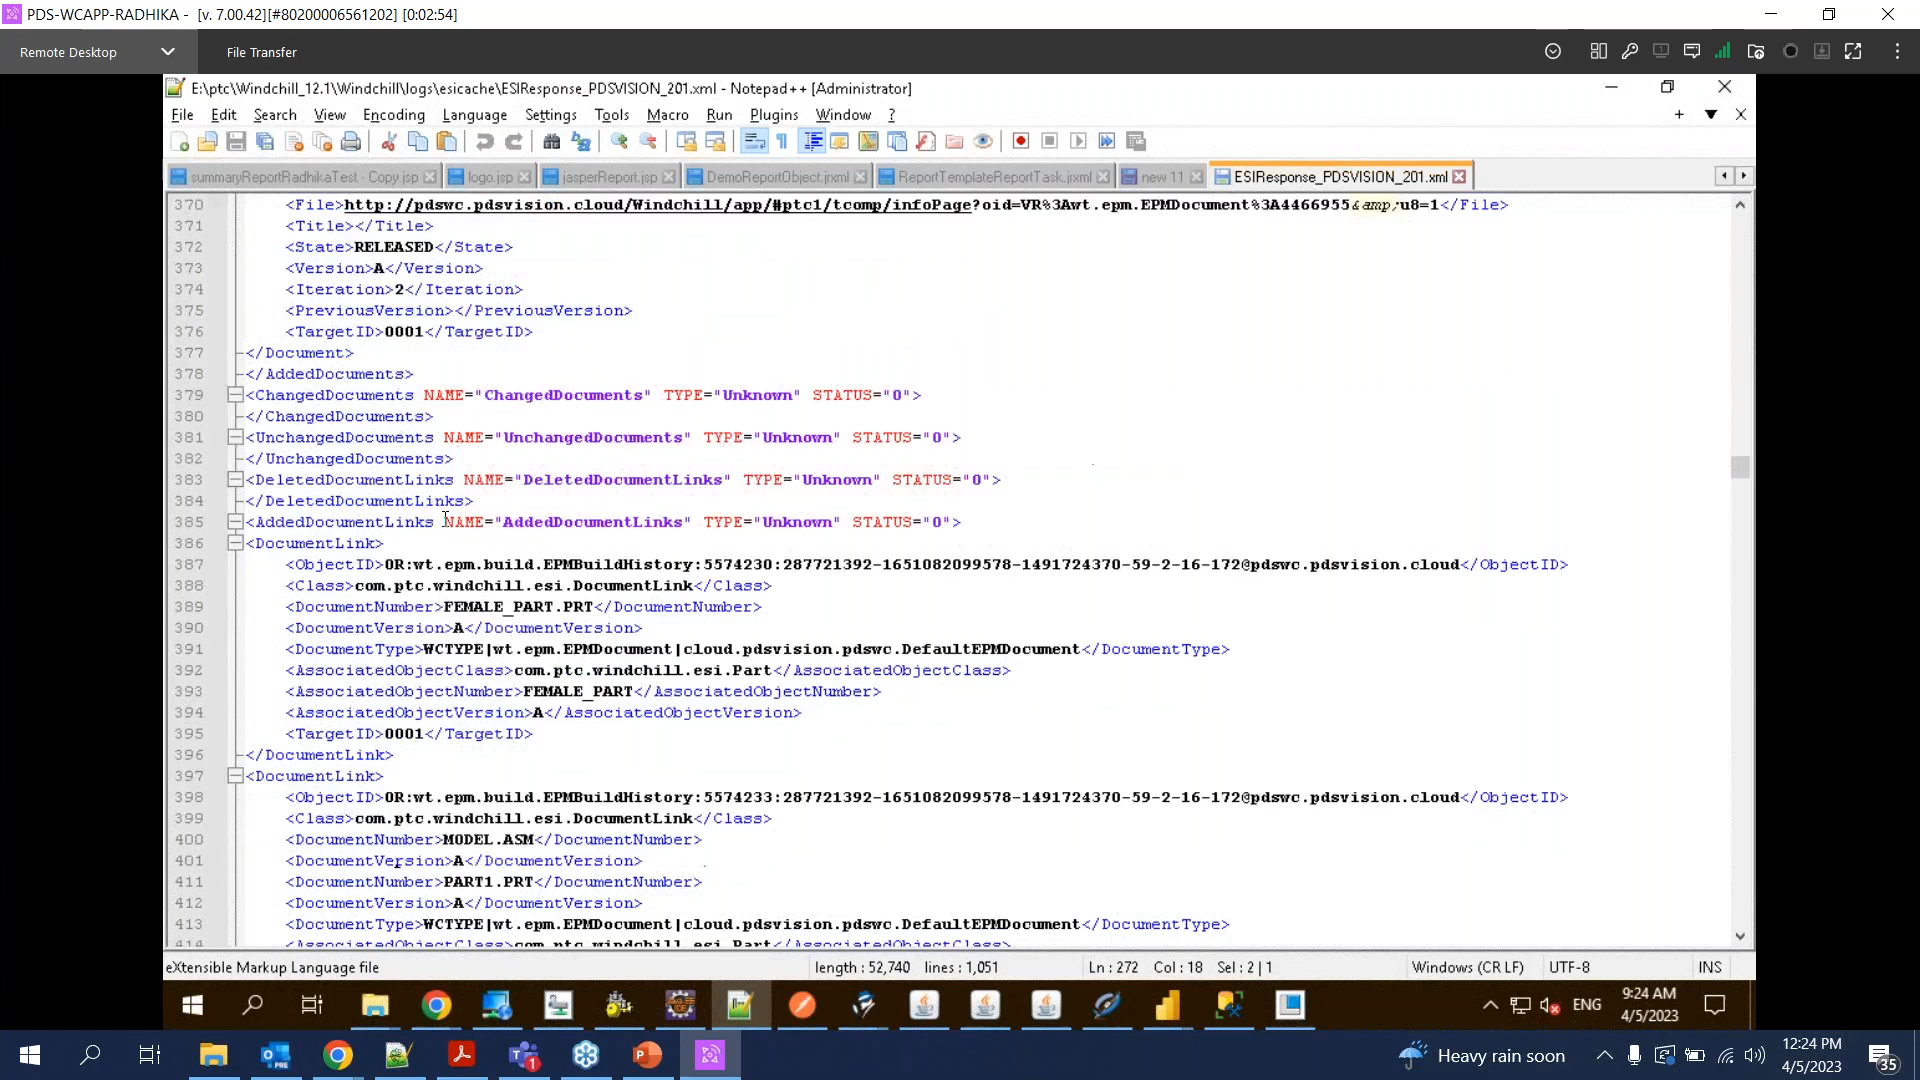 PDS-WCAPP-RADHIKA - [v. 7.00.42][#80200006561202] [0:02:54]
Remote Desktop File Transfer
E:\ptc\Windchill_12.1\Windchill\logs\esicache\ESIResponse_PDSVISION_201.xml - Notepad++ [Administrator]
File Edit Search View Encoding Language Settings Tools Macro Run Plugins Window ?
summaryReportRadhikaTest - Copy.jsp logo.jsp jasperReport.jsp DemoReportObject.jrxml ReportTemplateReportTask.jrxml new 11 ESIResponse_PDSVISION_201.xml
370 <File>http://pdswc.pdsvision.cloud/Windchill/app/#ptc1/tcomp/infoPage?oid=VR%3Awt.epm.EPMDocument%3A4466955&amp;u8=1</File>
371 <Title></Title>
372 <State>RELEASED</State>
373 <Version>A</Version>
374 <Iteration>2</Iteration>
375 <PreviousVersion></PreviousVersion>
376 <TargetID>0001</TargetID>
377 </Document>
378 </AddedDocuments>
379 <ChangedDocuments NAME="ChangedDocuments" TYPE="Unknown" STATUS="0">
380 </ChangedDocuments>
381 <UnchangedDocuments NAME="UnchangedDocuments" TYPE="Unknown" STATUS="0">
382 </UnchangedDocuments>
383 <DeletedDocumentLinks NAME="DeletedDocumentLinks" TYPE="Unknown" STATUS="0">
384 </DeletedDocumentLinks>
385 <AddedDocumentLinks NAME="AddedDocumentLinks" TYPE="Unknown" STATUS="0">
386 <DocumentLink>
387 <ObjectID>OR:wt.epm.build.EPMBuildHistory:5574230:287721392-1651082099578-1491724370-59-2-16-172@pdswc.pdsvision.cloud</ObjectID>
388 <Class>com.ptc.windchill.esi.DocumentLink</Class>
389 <DocumentNumber>FEMALE_PART.PRT</DocumentNumber>
390 <DocumentVersion>A</DocumentVersion>
391 <DocumentType>WCTYPE|wt.epm.EPMDocument|cloud.pdsvision.pdswc.DefaultEPMDocument</DocumentType>
392 <AssociatedObjectClass>com.ptc.windchill.esi.Part</AssociatedObjectClass>
393 <AssociatedObjectNumber>FEMALE_PART</AssociatedObjectNumber>
394 <AssociatedObjectVersion>A</AssociatedObjectVersion>
395 <TargetID>0001</TargetID>
396 </DocumentLink>
397 <DocumentLink>
398 <ObjectID>OR:wt.epm.build.EPMBuildHistory:5574233:287721392-1651082099578-1491724370-59-2-16-172@pdswc.pdsvision.cloud</ObjectID>
399 <Class>com.ptc.windchill.esi.DocumentLink</Class>
400 <DocumentNumber>MODEL.ASM</DocumentNumber>
401 <DocumentVersion>A</DocumentVersion>
411 <DocumentNumber>PART1.PRT</DocumentNumber>
412 <DocumentVersion>A</DocumentVersion>
413 <DocumentType>WCTYPE|wt.epm.EPMDocument|cloud.pdsvision.pdswc.DefaultEPMDocument</DocumentType>
414 <AssociatedObjectClass>com.ptc.windchill.esi.Part</AssociatedObjectClass>
eXtensible Markup Language file length : 52,740 lines : 1,051 Ln : 272 Col : 18 Sel : 2 | 1 Windows (CR LF) UTF-8 INS
ENG 9:24 AM
4/5/2023
Heavy rain soon 12:24 PM
4/5/2023 35